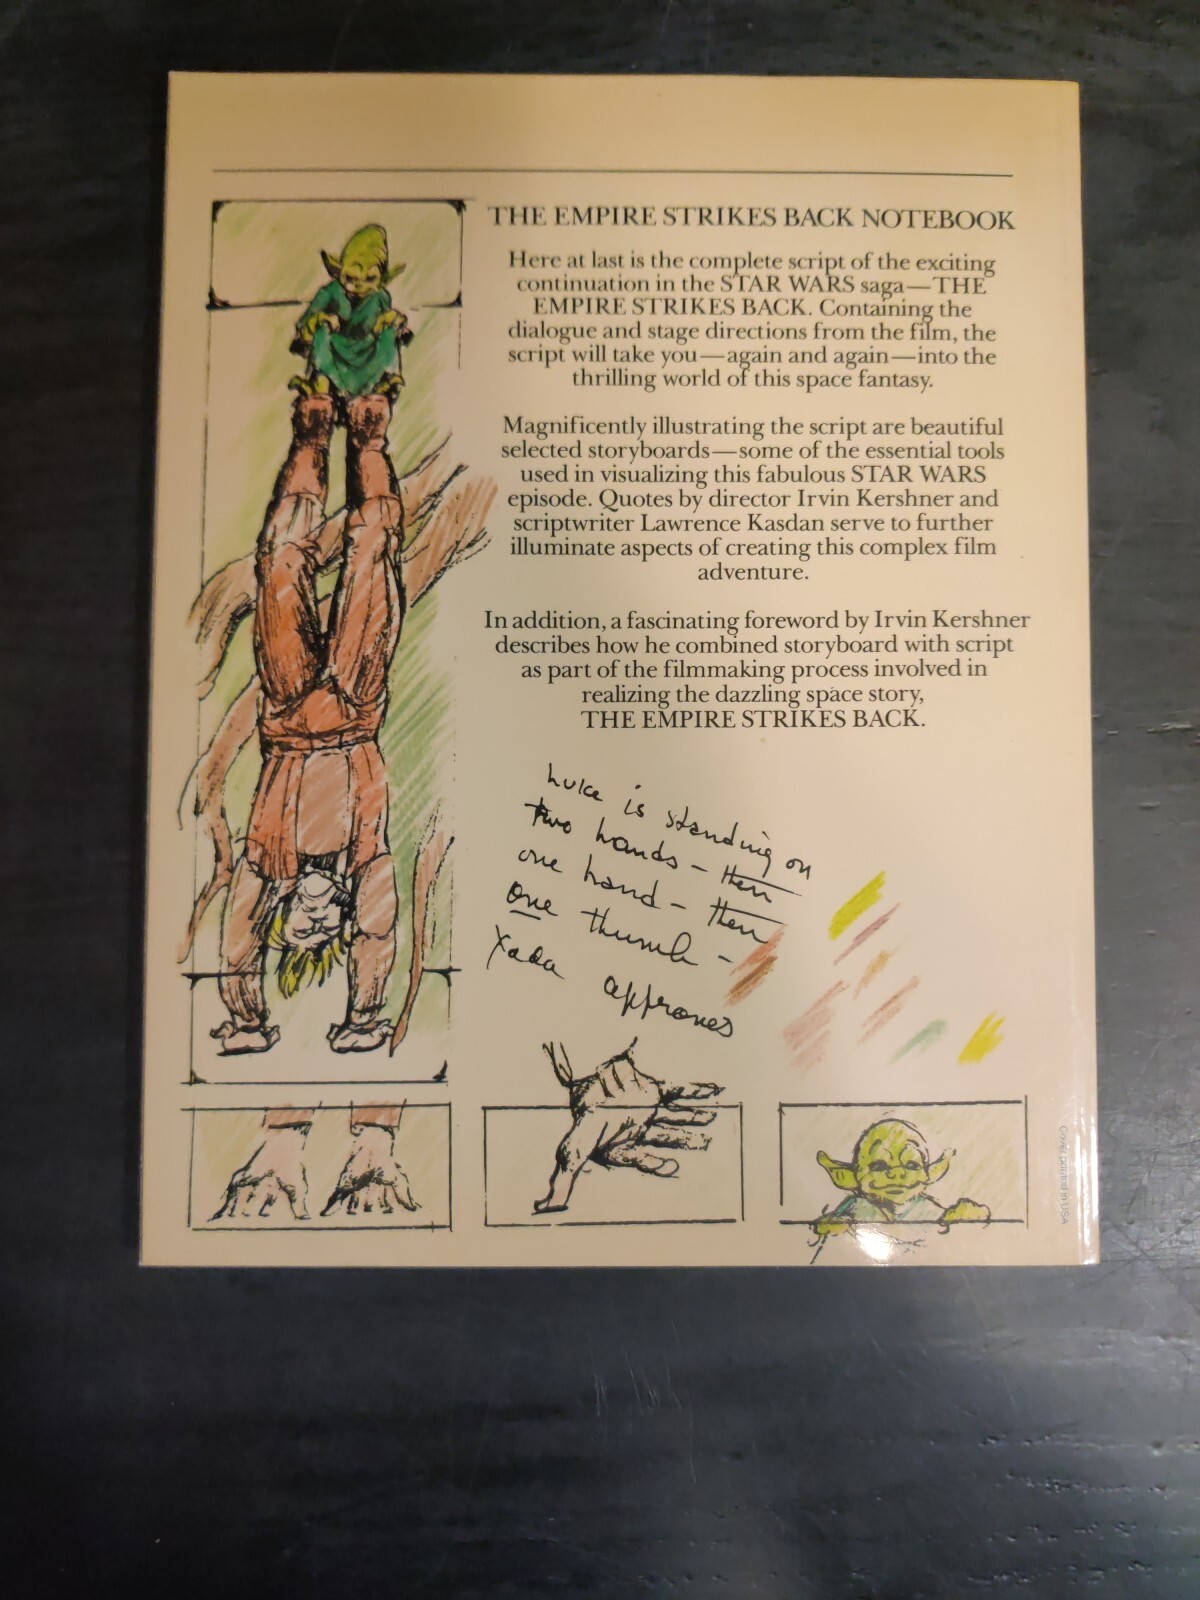 THE EMPIRE STRIKES BACK NOTEBOOK
Here at last is the complete script of the exciting
continuation in the STAR WARS saga—THE
EMPIRE STRIKES BACK. Containing the
dialogue and stage directions from the film, the
script will take you—again and again—into the
thrilling world of this space fantasy.
Magnificently illustrating the script are beautiful
selected storyboards—some of the essential tools
used in visualizing this fabulous STAR WARS
episode. Quotes by director Irvin Kershner and
scriptwriter Lawrence Kasdan serve to further
illuminate aspects of creating this complex film
adventure.
In addition, a fascinating foreword by Irvin Kershner
describes how he combined storyboard with script
as part of the filmmaking process involved in
realizing the dazzling space story,
THE EMPIRE STRIKES BACK.
Luke is standing on
two hands – then
one hand – then
one thumb –
Yoda approves
Cover printed in USA